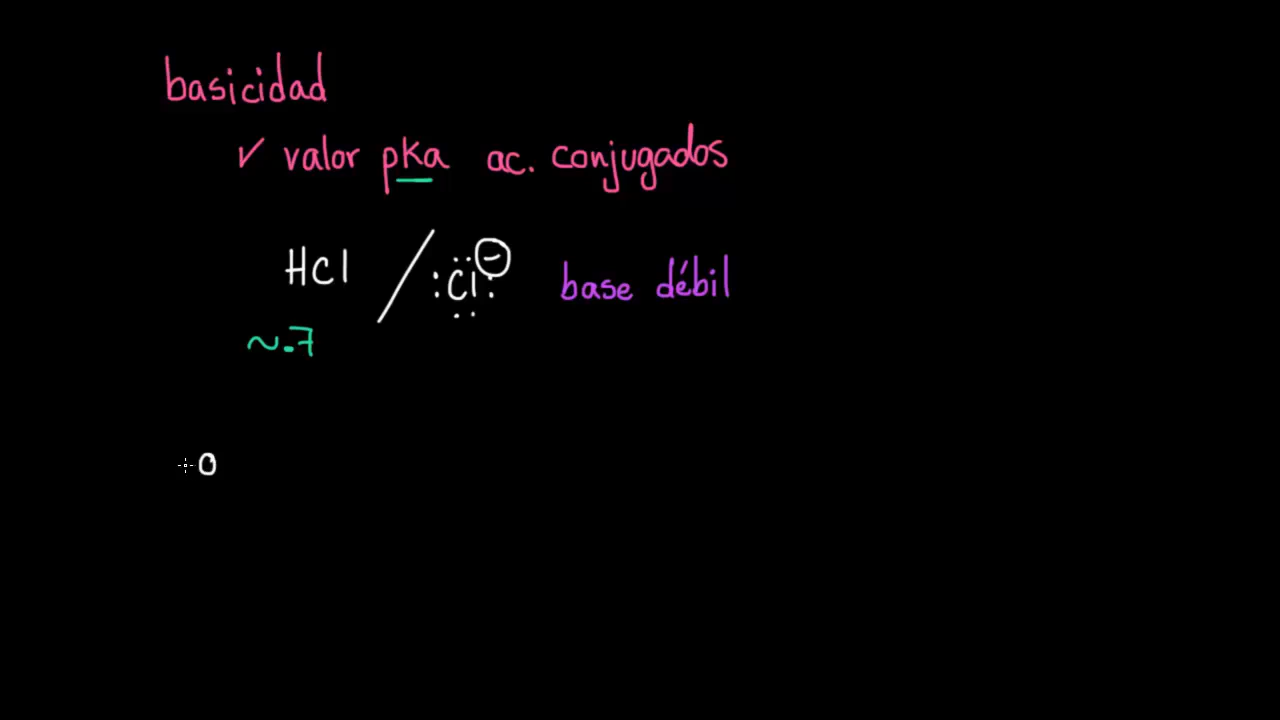 basicidad
✓ valor pKa ac. conjugados
HCl / :Cl:⊖ base débil
~-7
O